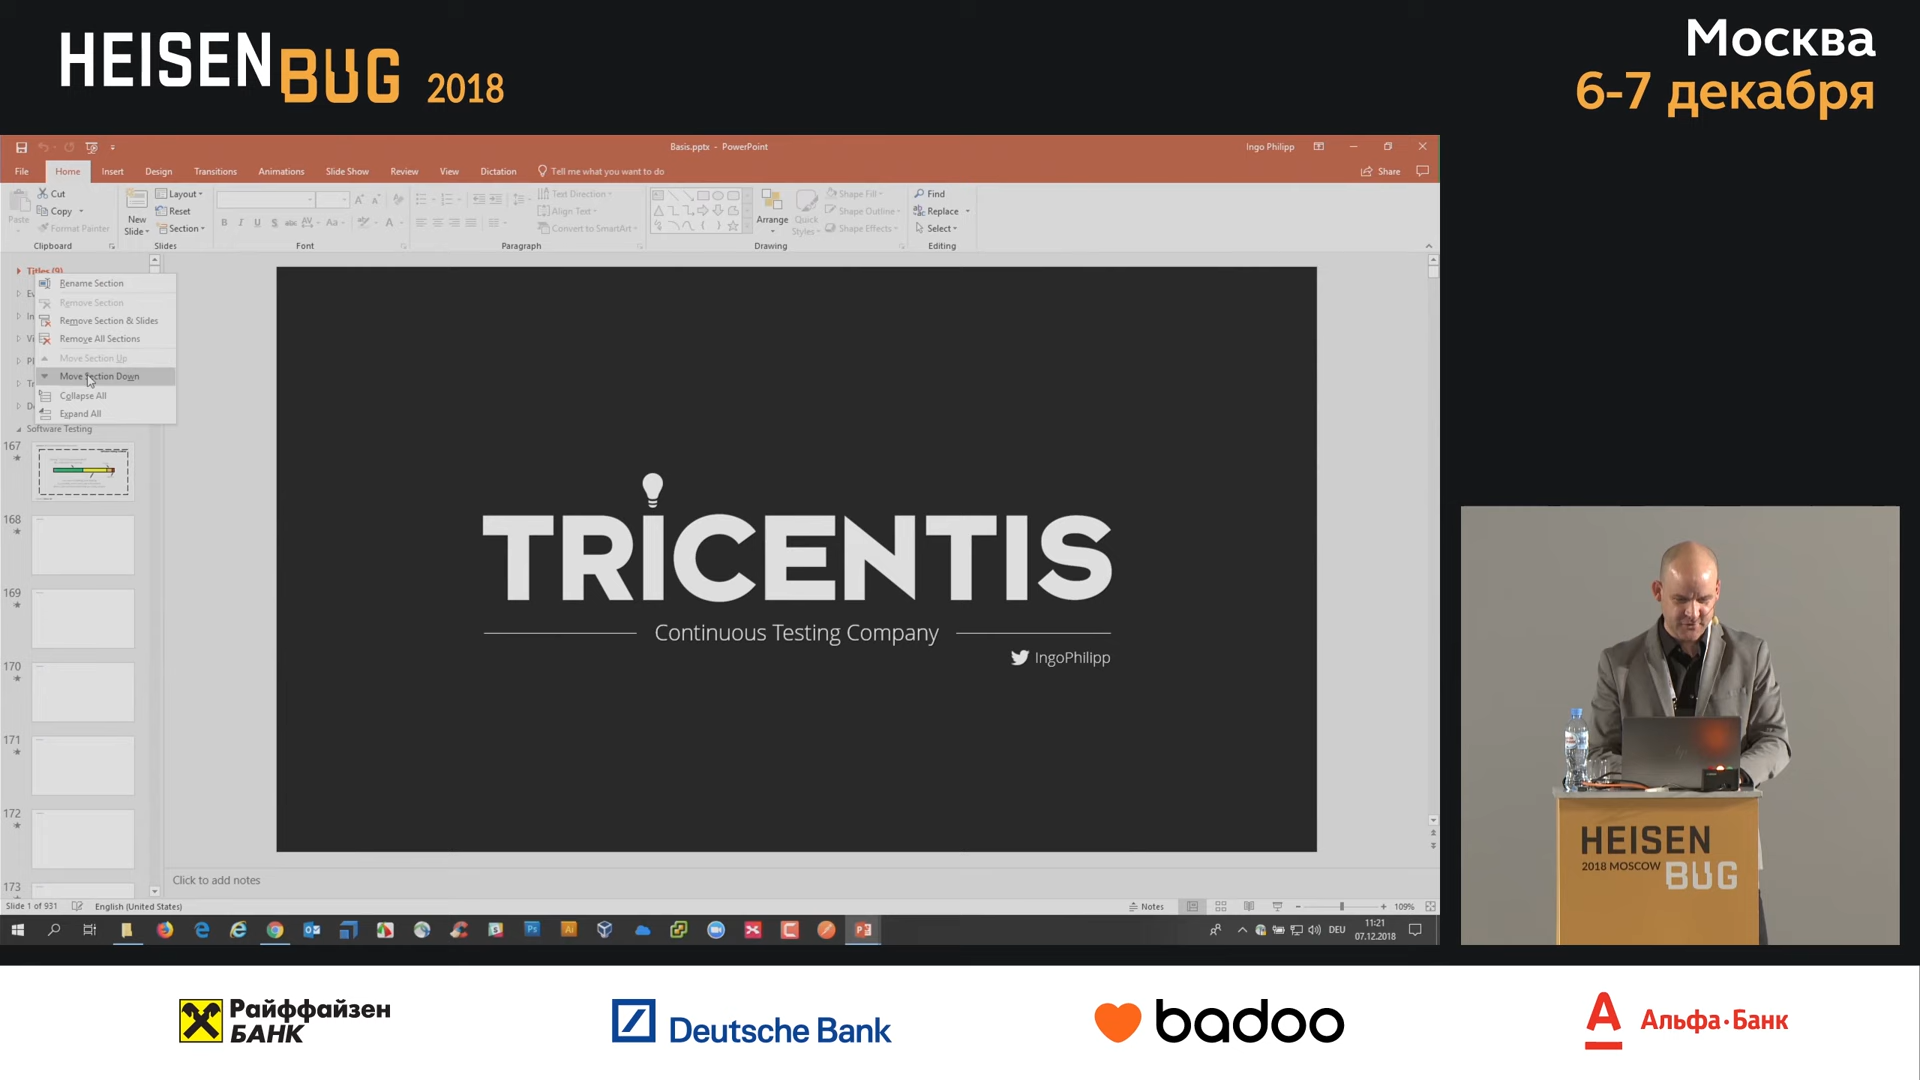 HEISENBUG 2018
Москва
6-7 декабря
Basis.pptx - PowerPoint
Ingo Philipp
File Home Insert Design Transitions Animations Slide Show Review View Dictation Tell me what you want to do
Share
Paste
Cut
Copy
Format Painter
Clipboard
New Slide
Layout
Reset
Section
Slides
Font
Text Direction
Align Text
Convert to SmartArt
Paragraph
Arrange
Quick Styles
Shape Fill
Shape Outline
Shape Effects
Drawing
Find
Replace
Select
Editing
Titles (9)
Rename Section
Remove Section
Remove Section & Slides
Remove All Sections
Move Section Up
Move Section Down
Collapse All
Expand All
Software Testing
167
168
169
170
171
172
173
TRICENTIS
Continuous Testing Company
IngoPhilipp
Click to add notes
Slide 1 of 931
English (United States)
Notes
109%
DEU
11:21
07.12.2018
HEISEN
2018 MOSCOW
BUG
Райффайзен
БАНК
Deutsche Bank
badoo
Альфа·Банк